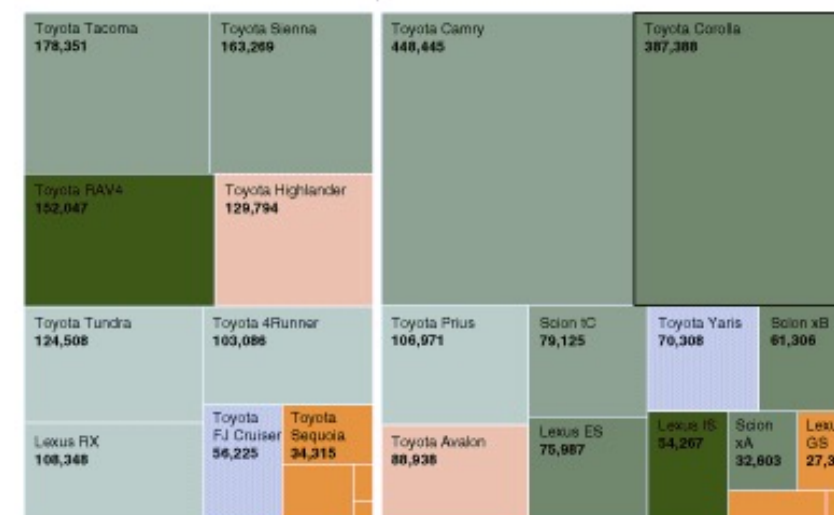 Toyota Tacoma
178,351
Toyota Sienna
163,269
Toyota Camry
448,445
Toyota Corolla
387,388
Toyota RAV4
152,047
Toyota Highlander
129,794
Toyota Tundra
124,508
Toyota 4Runner
103,086
Toyota Prius
106,971
Scion tC
79,125
Toyota Yaris
70,308
Scion xB
61,306
Lexus RX
108,348
Toyota
FJ Cruiser
56,225
Toyota
Sequoia
34,315
Toyota Avalon
88,938
Lexus ES
75,987
Lexus IS
54,267
Scion
xA
32,603
Lexu
GS
27,3